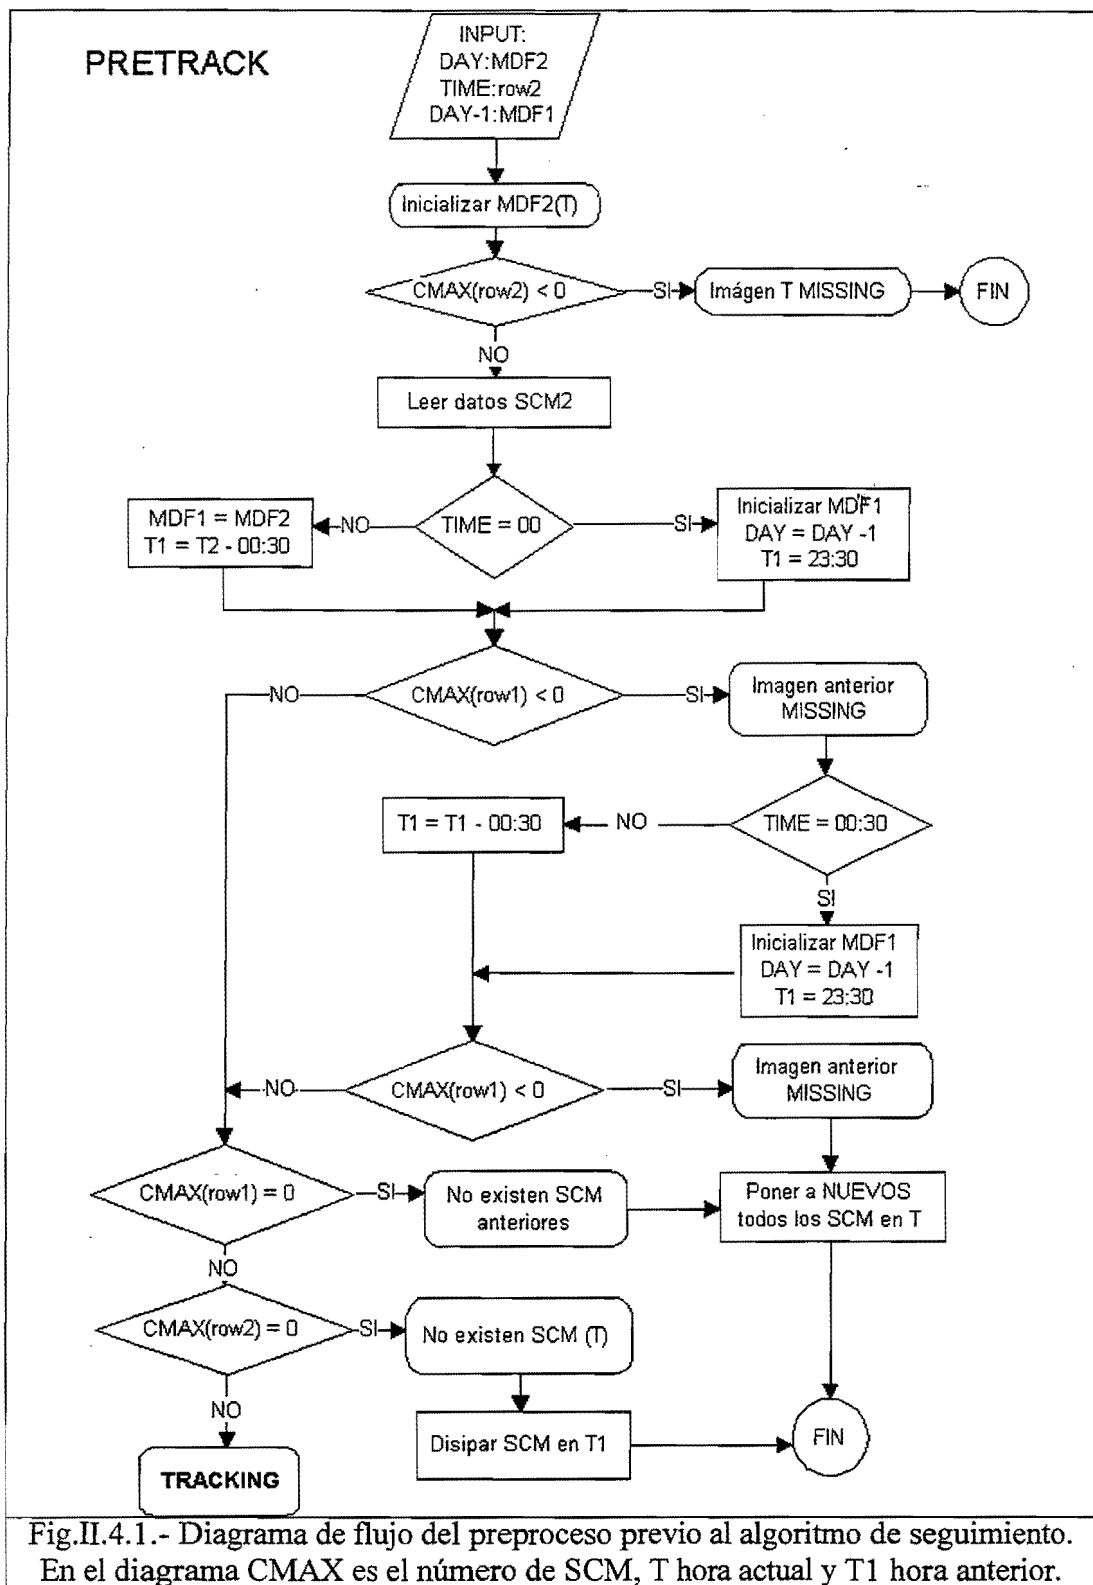 PRETRACK
INPUT:
DAY:MDF2
TIME:row2
DAY-1:MDF1
Inicializar MDF2(T)
CMAX(row2) < 0
SI
Imágen T MISSING
FIN
NO
Leer datos SCM2
MDF1 = MDF2
T1 = T2 - 00:30
NO
TIME = 00
SI
Inicializar MDF1
DAY = DAY -1
T1 = 23:30
NO
CMAX(row1) < 0
SI
Imagen anterior
MISSING
T1 = T1 - 00:30
NO
TIME = 00:30
SI
Inicializar MDF1
DAY = DAY -1
T1 = 23:30
NO
CMAX(row1) < 0
SI
Imagen anterior
MISSING
CMAX(row1) = 0
SI
No existen SCM
anteriores
Poner a NUEVOS
todos los SCM en T
NO
CMAX(row2) = 0
SI
No existen SCM (T)
NO
Disipar SCM en T1
FIN
TRACKING
Fig.II.4.1.- Diagrama de flujo del preproceso previo al algoritmo de seguimiento.
En el diagrama CMAX es el número de SCM, T hora actual y T1 hora anterior.